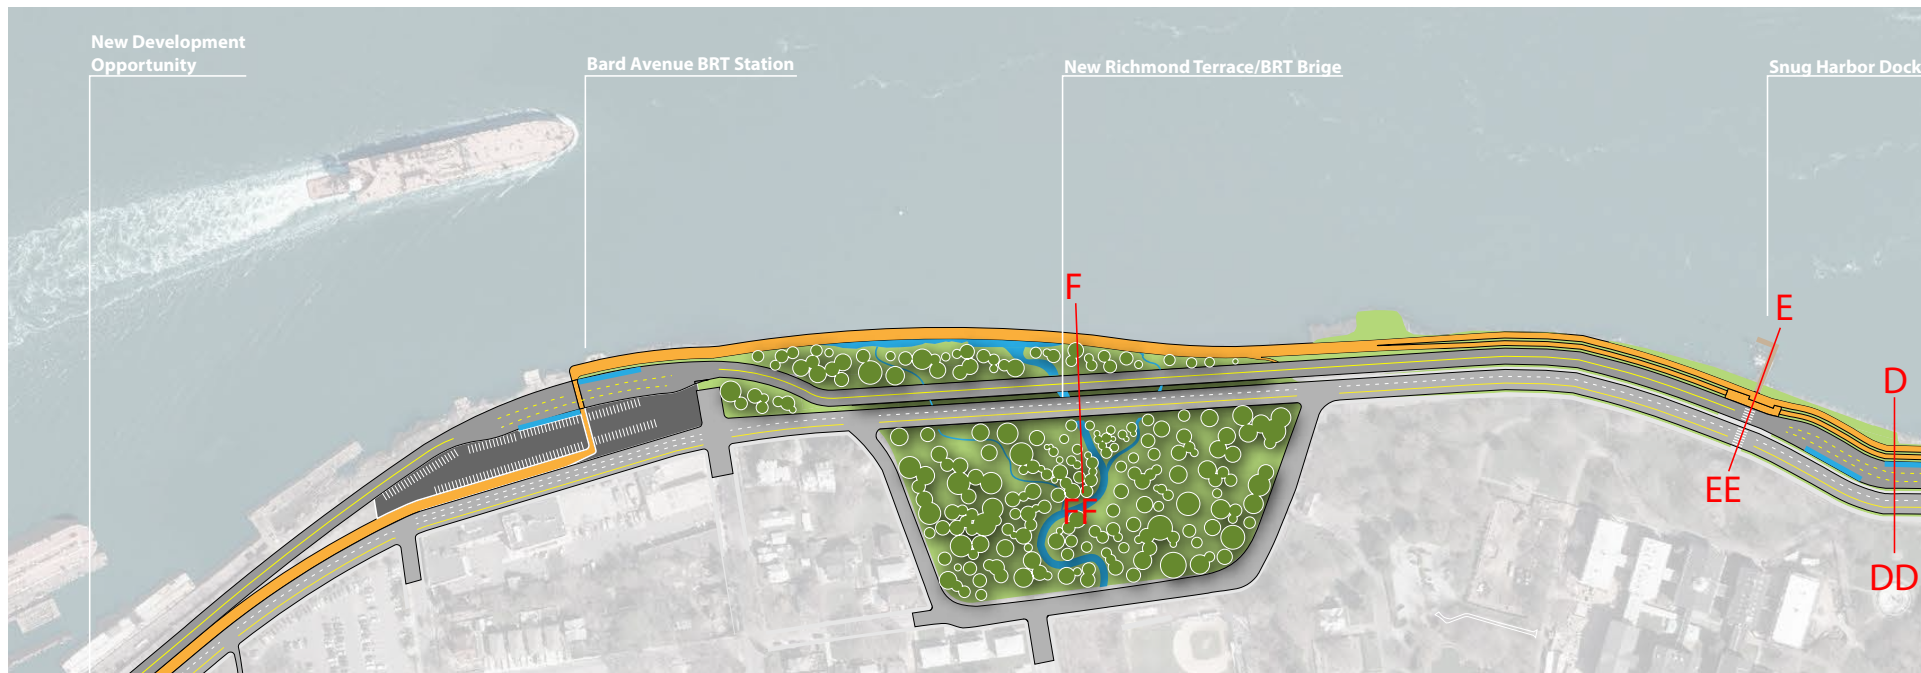 New Development
Opportunity
Bard Avenue BRT Station
New Richmond Terrace/BRT Brige
Snug Harbor Dock
F
E
D
EE
FF
DD